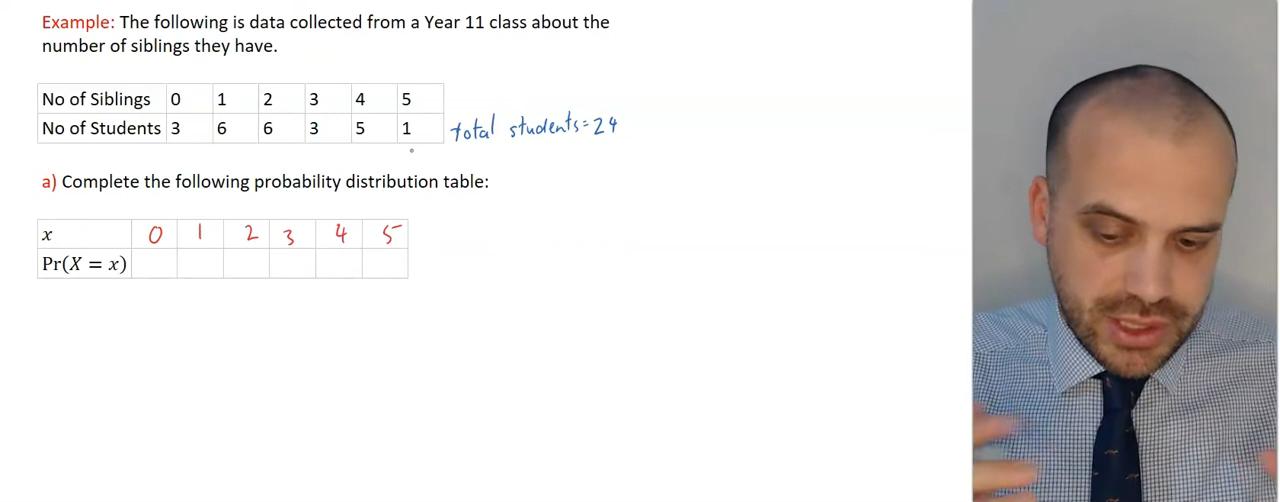 Example: The following is data collected from a Year 11 class about the
number of siblings they have.
No of Siblings 0 1 2 3 4 5
No of Students 3 6 6 3 5 1 total students = 24
a) Complete the following probability distribution table:
x 0 1 2 3 4 5
Pr(X = x)